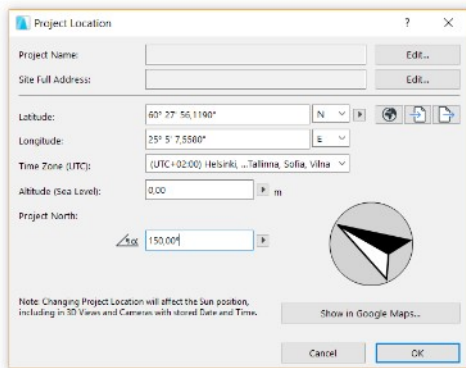 Project Location
? ×
Project Name: Edit...
Site Full Address: Edit...
Latitude: 60° 27' 56,1190" N
Longitude: 25° 5' 7,5580" E
Time Zone (UTC): (UTC+02:00) Helsinki, ...Tallinna, Sofia, Vilna
Altitude (Sea Level): 0,00 m
Project North:
150,00°
Note: Changing Project Location will affect the Sun position,
including in 3D Views and Cameras with stored Date and Time.
Show in Google Maps...
Cancel OK